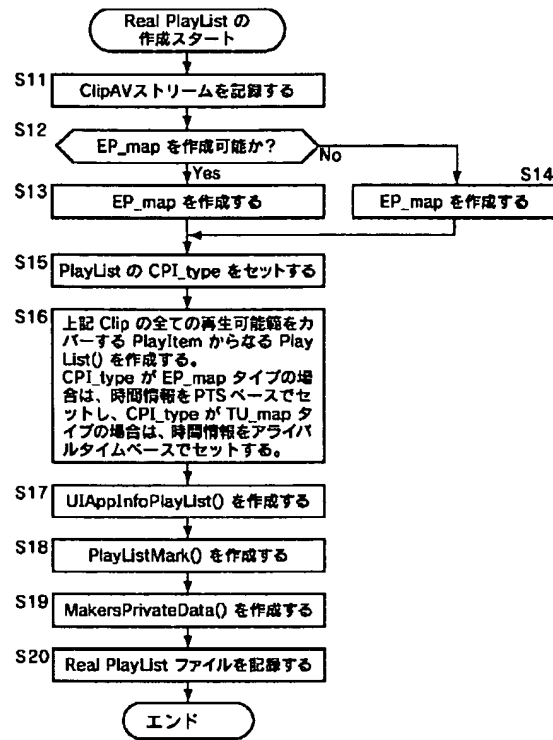 Real PlayList の
作成スタート
S11
ClipAVストリームを記録する
S12
EP_map を作成可能か?
No
Yes
S13
EP_map を作成する
S14
EP_map を作成する
S15
PlayList の CPI_type をセットする
S16
上記 Clip の全ての再生可能範をカ
バーする PlayItem からなる Play
List() を作成する。
CPI_type が EP_map タイプの場
合は、時間情報をPTS ベースでセ
ットし、CPI_type が TU_map タ
イプの場合は、時間情報をアライバ
ルタイムベースでセットする。
S17
UIAppInfoPlayList() を作成する
S18
PlayListMark() を作成する
S19
MakersPrivateData() を作成する
S20
Real PlayList ファイルを記録する
エンド